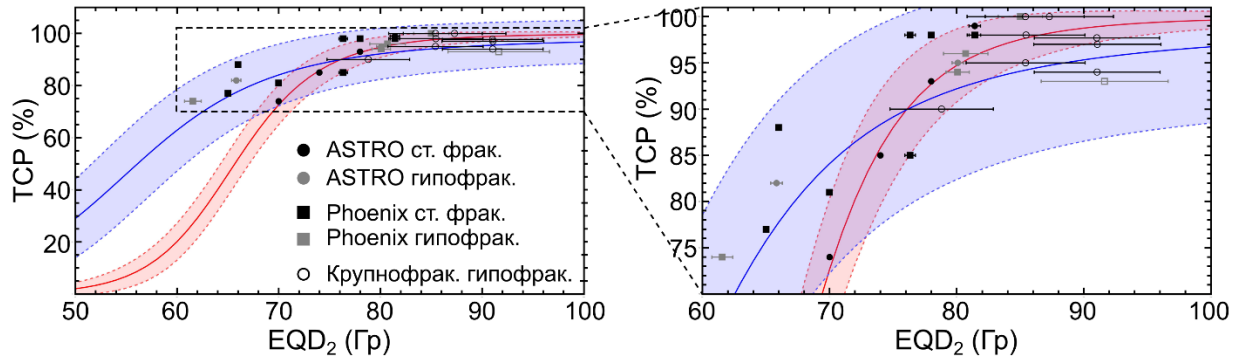 TCP (%)
100
80
60
40
20
50 60 70 80 90 100
EQD₂ (Гр)
ASTRO ст. фрак.
ASTRO гипофрак.
Phoenix ст. фрак.
Phoenix гипофрак.
Крупнофрак. гипофрак.
TCP (%)
100
95
90
85
80
75
60 70 80 90 100
EQD₂ (Гр)